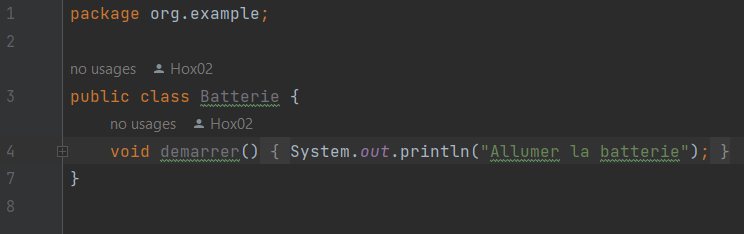 1 package org.example;
2
no usages Hox02
3 public class Batterie {
no usages Hox02
4 void demarrer() { System.out.println("Allumer la batterie"); }
7 }
8